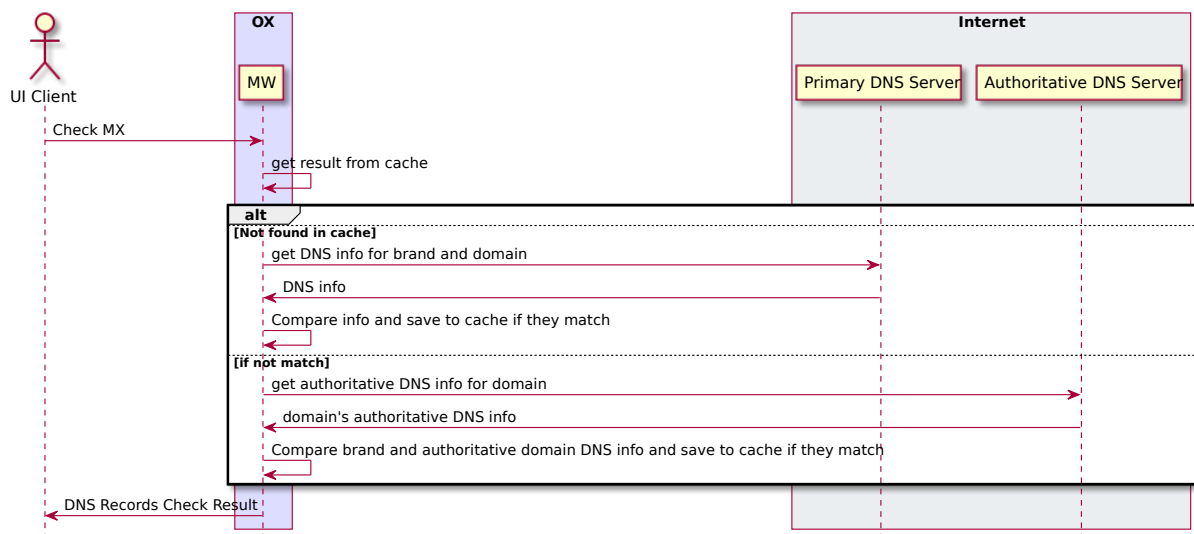 OX
Internet
UI Client
MW
Primary DNS Server
Authoritative DNS Server
Check MX
get result from cache
alt
[Not found in cache]
get DNS info for brand and domain
DNS info
Compare info and save to cache if they match
[if not match]
get authoritative DNS info for domain
domain's authoritative DNS info
Compare brand and authoritative domain DNS info and save to cache if they match
DNS Records Check Result